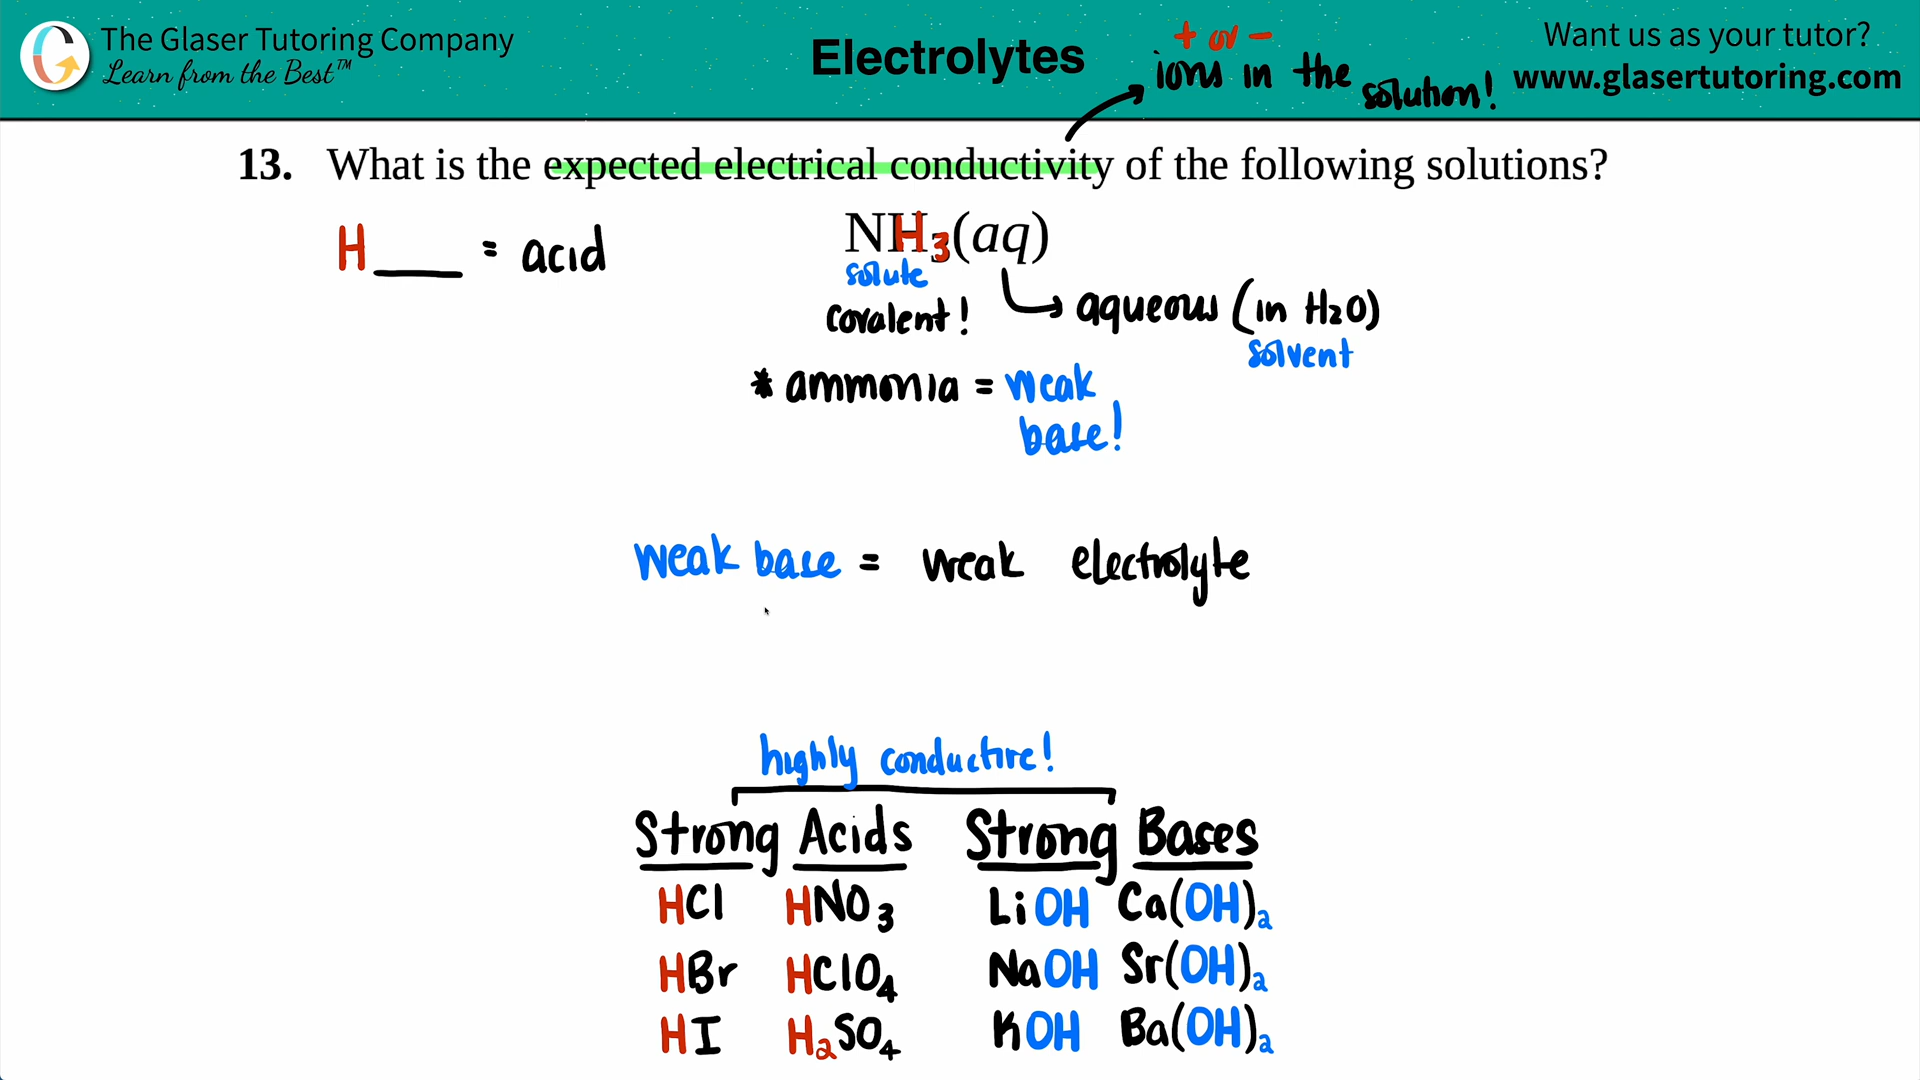 The Glaser Tutoring Company
Learn from the Best™
Electrolytes
+ or -
ions in the solution!
Want us as your tutor?
www.glasertutoring.com
13. What is the expected electrical conductivity of the following solutions?
H____ = acid
NH₃(aq)
solute
covalent!
aqueous (in H₂O)
solvent
* ammonia = weak
base!
weak base = weak electrolyte
highly conductive!
Strong Acids Strong Bases
HCl HNO₃ LiOH Ca(OH)₂
HBr HClO₄ NaOH Sr(OH)₂
HI H₂SO₄ KOH Ba(OH)₂